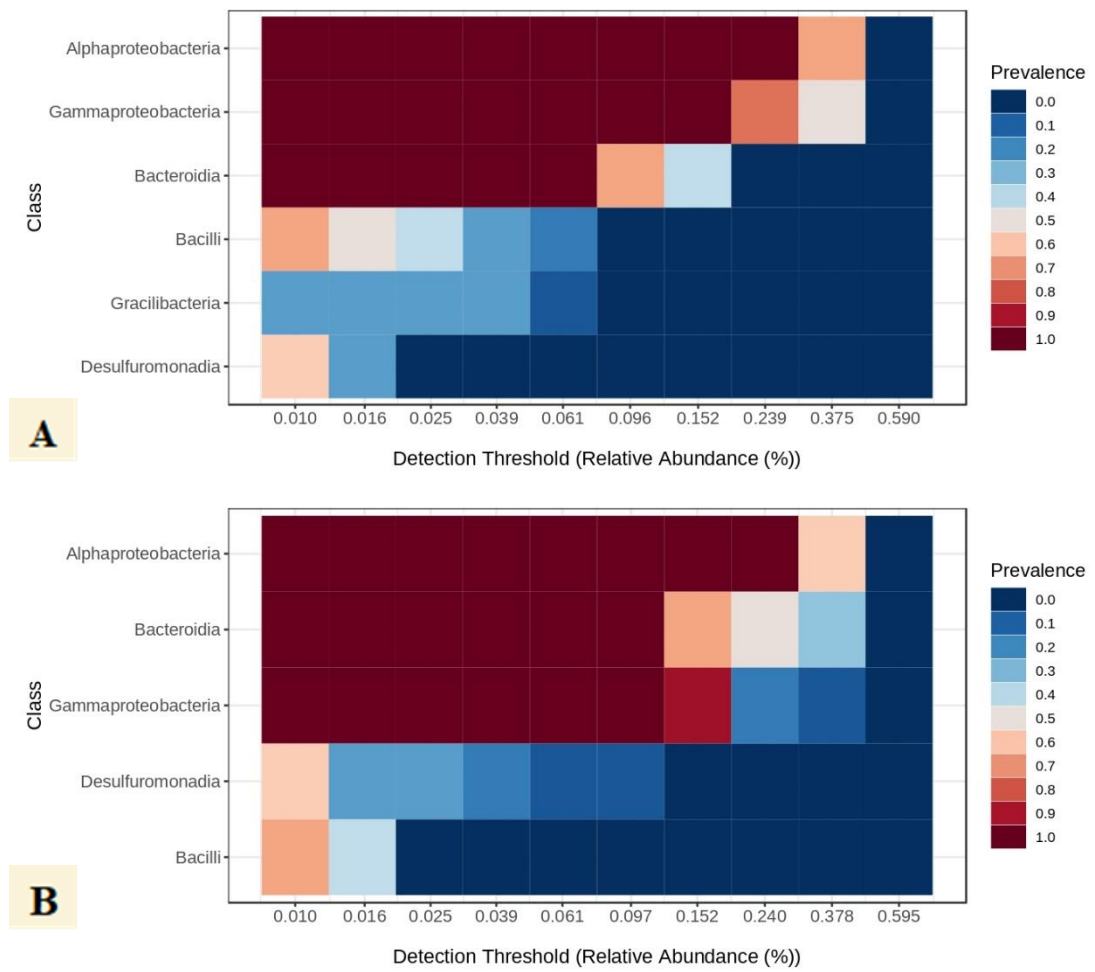 Alphaproteobacteria
Gammaproteobacteria
Bacteroidia
Bacilli
Gracilibacteria
Desulfuromonadia
Class
0.010 0.016 0.025 0.039 0.061 0.096 0.152 0.239 0.375 0.590
Detection Threshold (Relative Abundance (%))
Prevalence
0.0
0.1
0.2
0.3
0.4
0.5
0.6
0.7
0.8
0.9
1.0
A
Alphaproteobacteria
Bacteroidia
Gammaproteobacteria
Desulfuromonadia
Bacilli
Class
0.010 0.016 0.025 0.039 0.061 0.097 0.152 0.240 0.378 0.595
Detection Threshold (Relative Abundance (%))
Prevalence
0.0
0.1
0.2
0.3
0.4
0.5
0.6
0.7
0.8
0.9
1.0
B